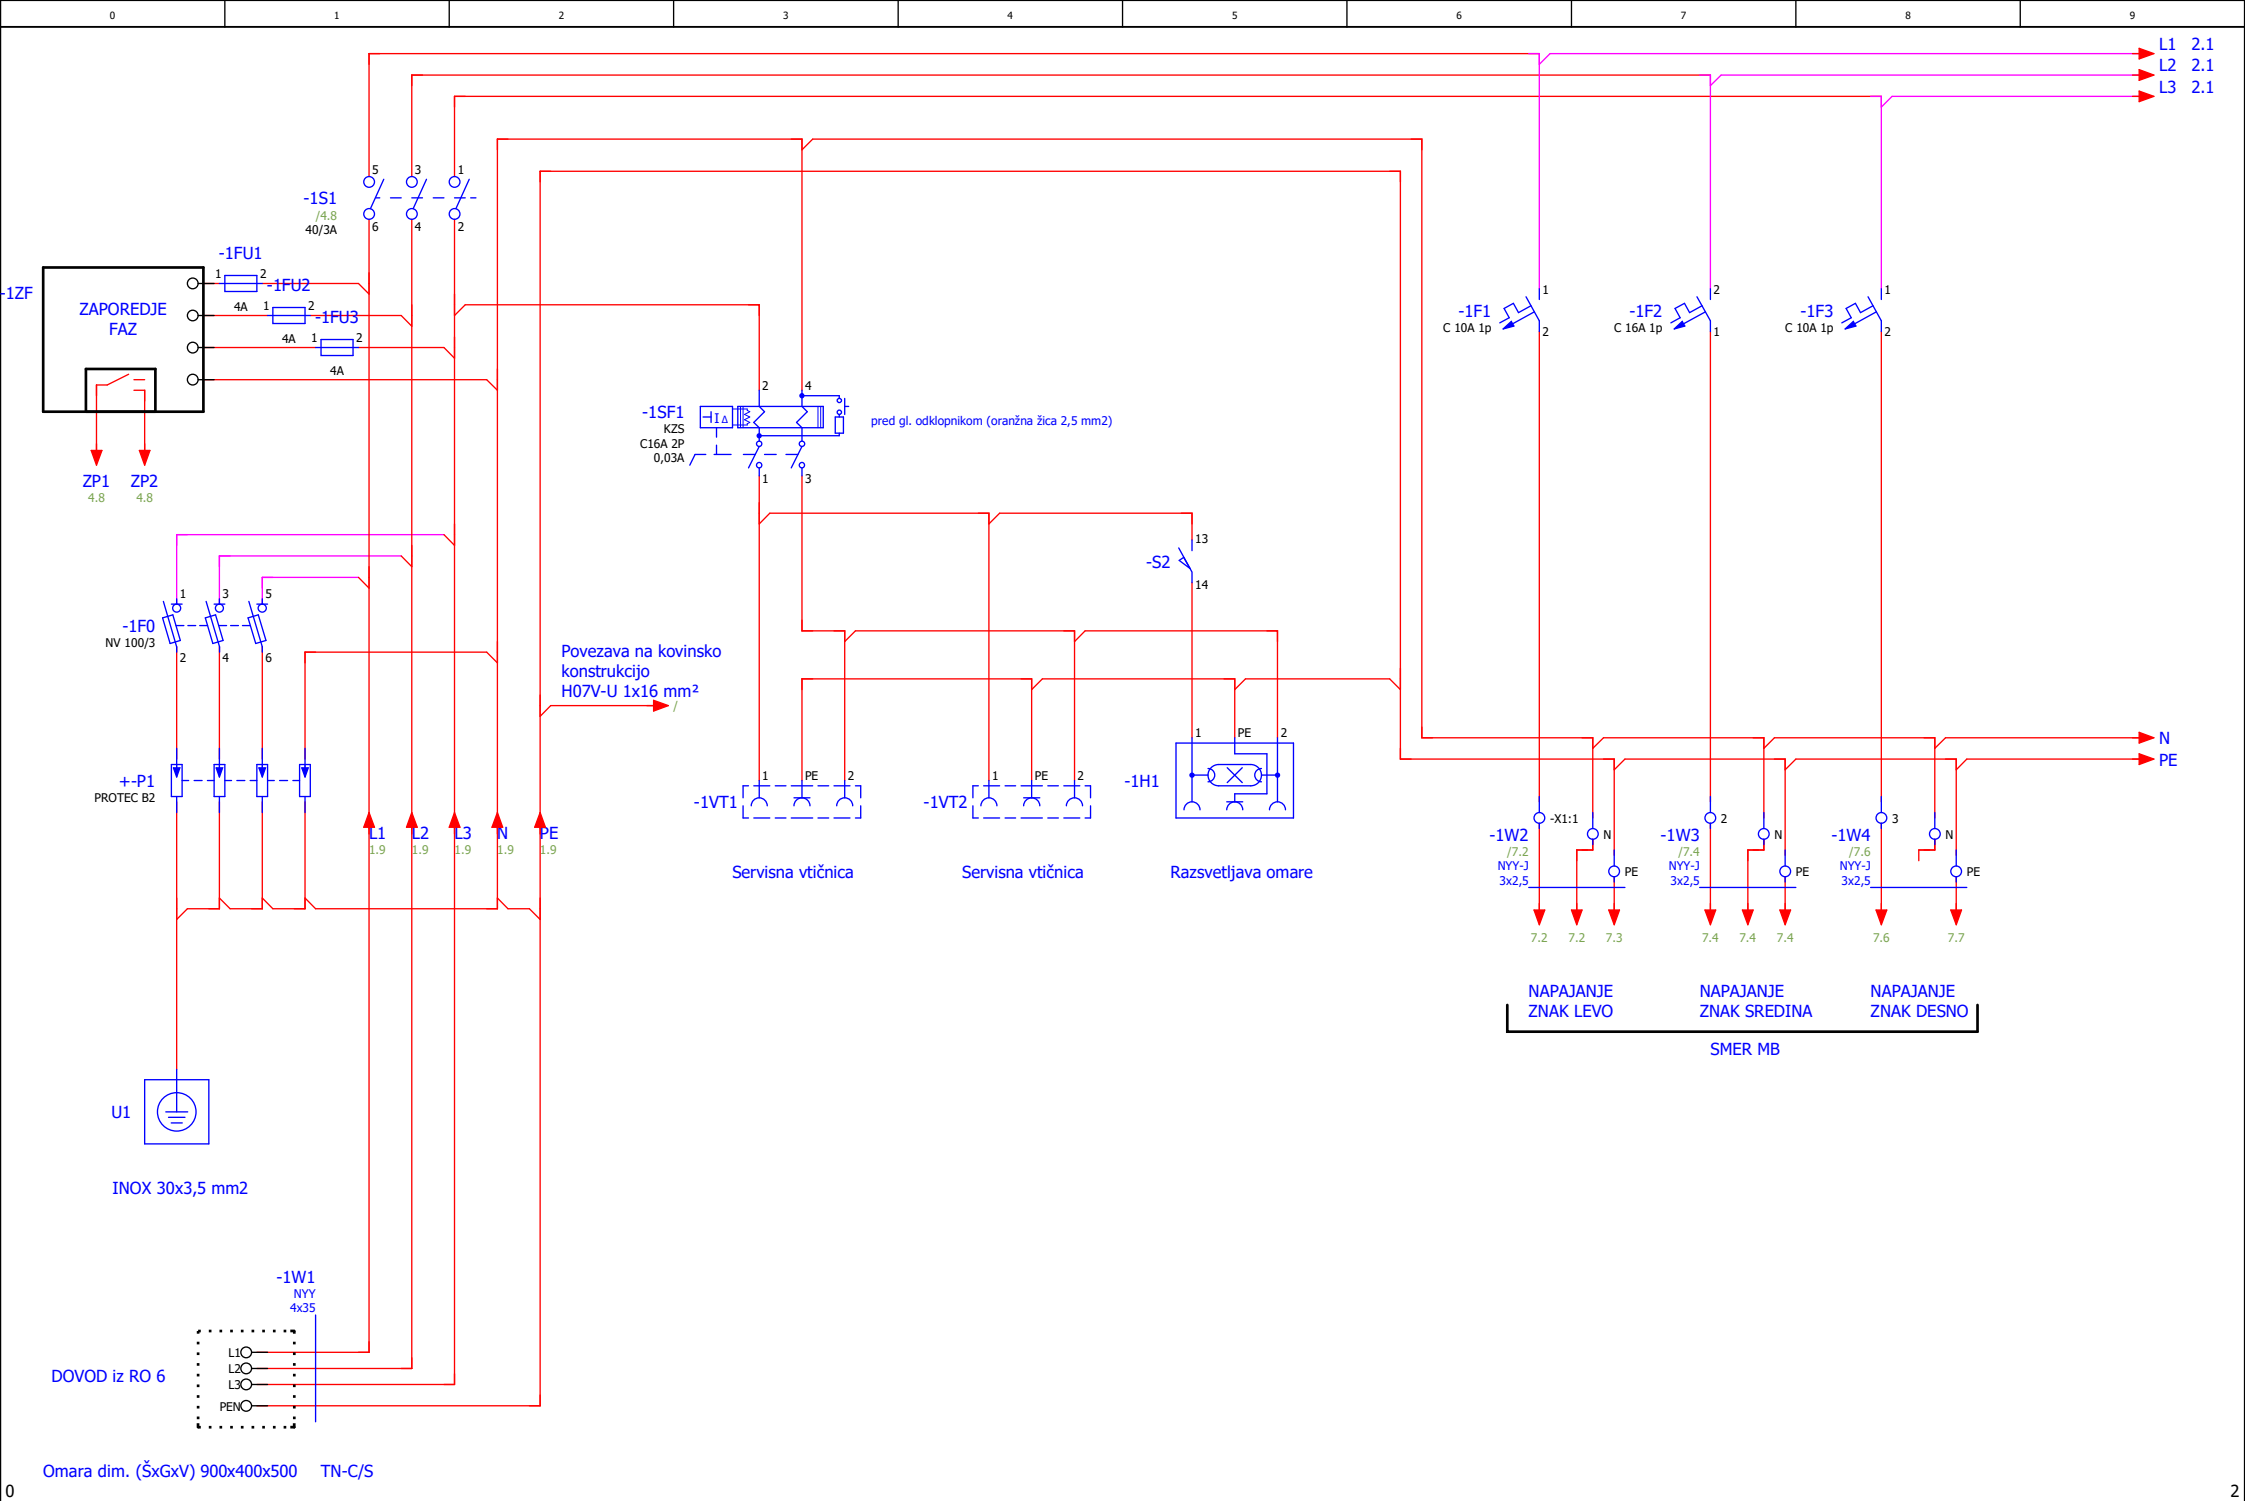 0 1 2 3 4 5 6 7 8 9
L1 2.1
L2 2.1
L3 2.1
5 3 1
-1S1
/4.8
40/3A
6 4 2
-1ZF
ZAPOREDJE
FAZ
-1FU1
1 2
4A
-1FU2
1 2
4A
-1FU3
1 2
4A
ZP1
4.8
ZP2
4.8
-1SF1
KZS
C16A 2P
0,03A
2 4
1 3
pred gl. odklopnikom (oranžna žica 2,5 mm2)
-1F1
C 10A 1p
1
2
-1F2
C 16A 1p
2
1
-1F3
C 10A 1p
1
2
-S2
13
14
-1F0
NV 100/3
1 3 5
2 4 6
Povezava na kovinsko
konstrukcijo
H07V-U 1x16 mm²
/
+-P1
PROTEC B2
L1
1.9
L2
1.9
L3
1.9
N
1.9
PE
1.9
-1VT1
1 PE 2
Servisna vtičnica
-1VT2
1 PE 2
Servisna vtičnica
-1H1
1 PE 2
Razsvetljava omare
N
PE
-1W2
/7.2
NYY-J
3x2,5
-X1:1
N
PE
7.2 7.2 7.3
-1W3
/7.4
NYY-J
3x2,5
2
N
PE
7.4 7.4 7.4
-1W4
/7.6
NYY-J
3x2,5
3
N
PE
7.6 7.7
NAPAJANJE
ZNAK LEVO
NAPAJANJE
ZNAK SREDINA
NAPAJANJE
ZNAK DESNO
SMER MB
U1
INOX 30x3,5 mm2
-1W1
NYY
4x35
DOVOD iz RO 6
L1
L2
L3
PEN
Omara dim. (ŠxGxV) 900x400x500 TN-C/S
0
2